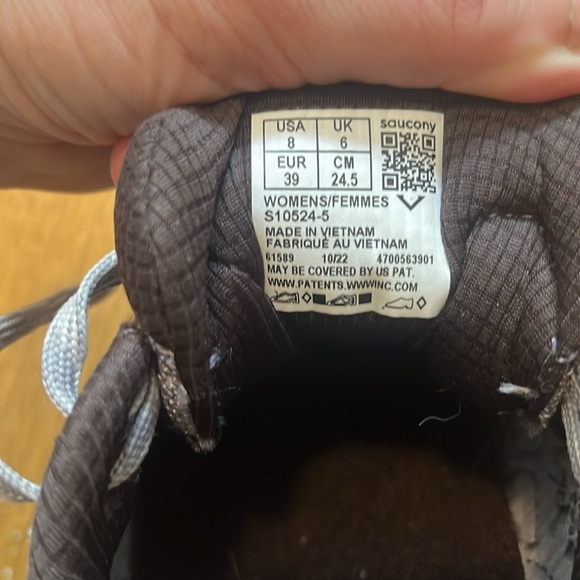 saucony
USA UK
8 6
EUR CM
39 24.5
WOMENS/FEMMES
S10524-5
MADE IN VIETNAM
FABRIQUÉ AU VIETNAM
61589 10/22 4700563901
MAY BE COVERED BY US PAT.
WWW.PATENTS.WWWINC.COM